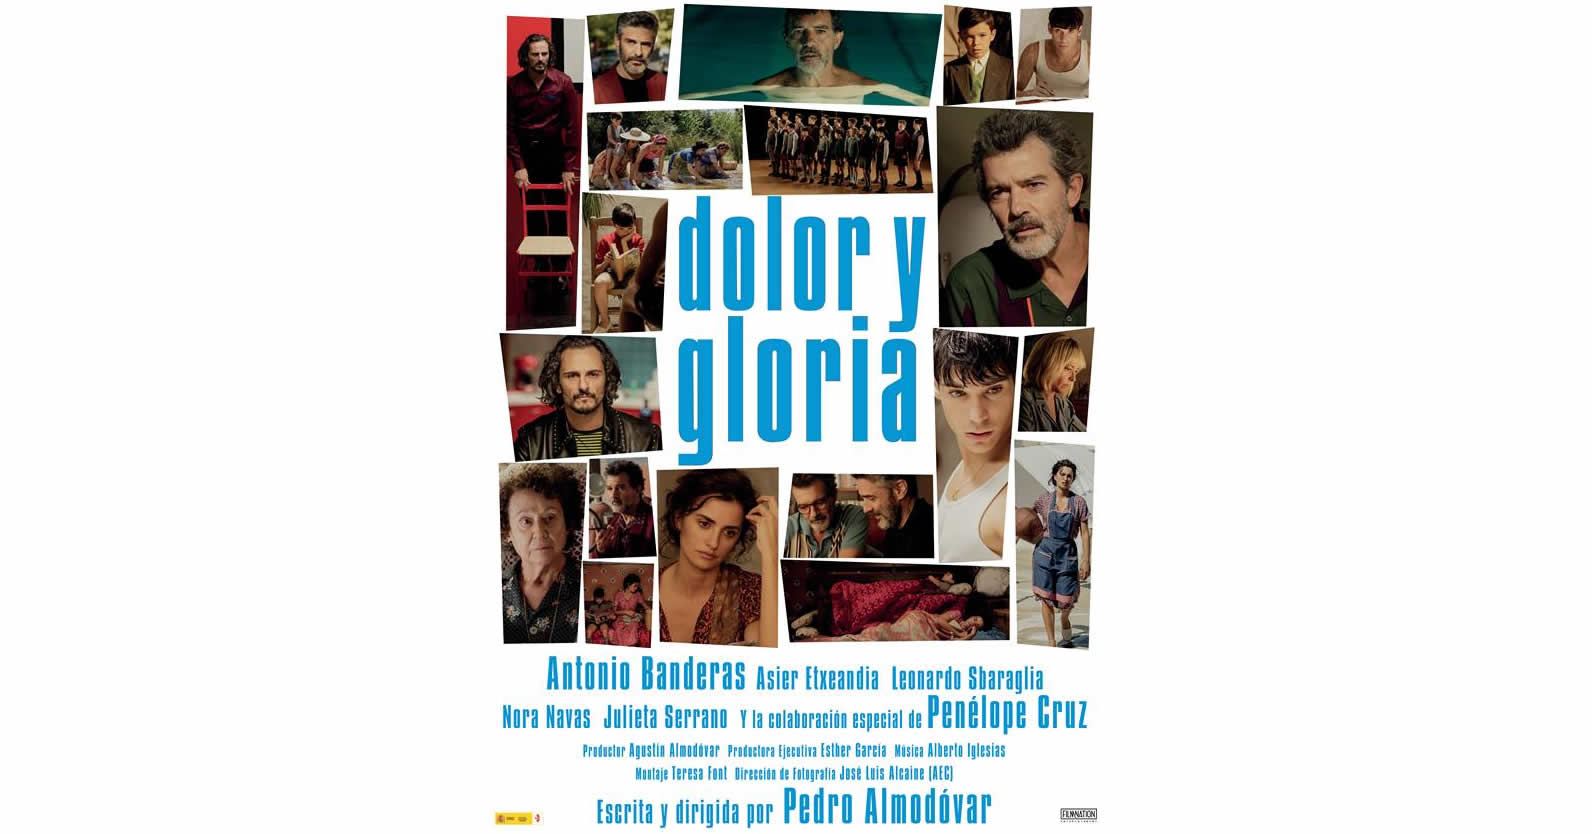 dolor y
gloria
Antonio Banderas Asier Etxeandia Leonardo Sbaraglia
Nora Navas Julieta Serrano Y la colaboración especial de Penélope Cruz
Productor Agustín Almodóvar Productora Ejecutiva Esther García Música Alberto Iglesias
Montaje Teresa Font Dirección de Fotografía José Luis Alcaine (AEC)
Escrita y dirigida por Pedro Almodóvar
FILMNATION
ENTERTAINMENT